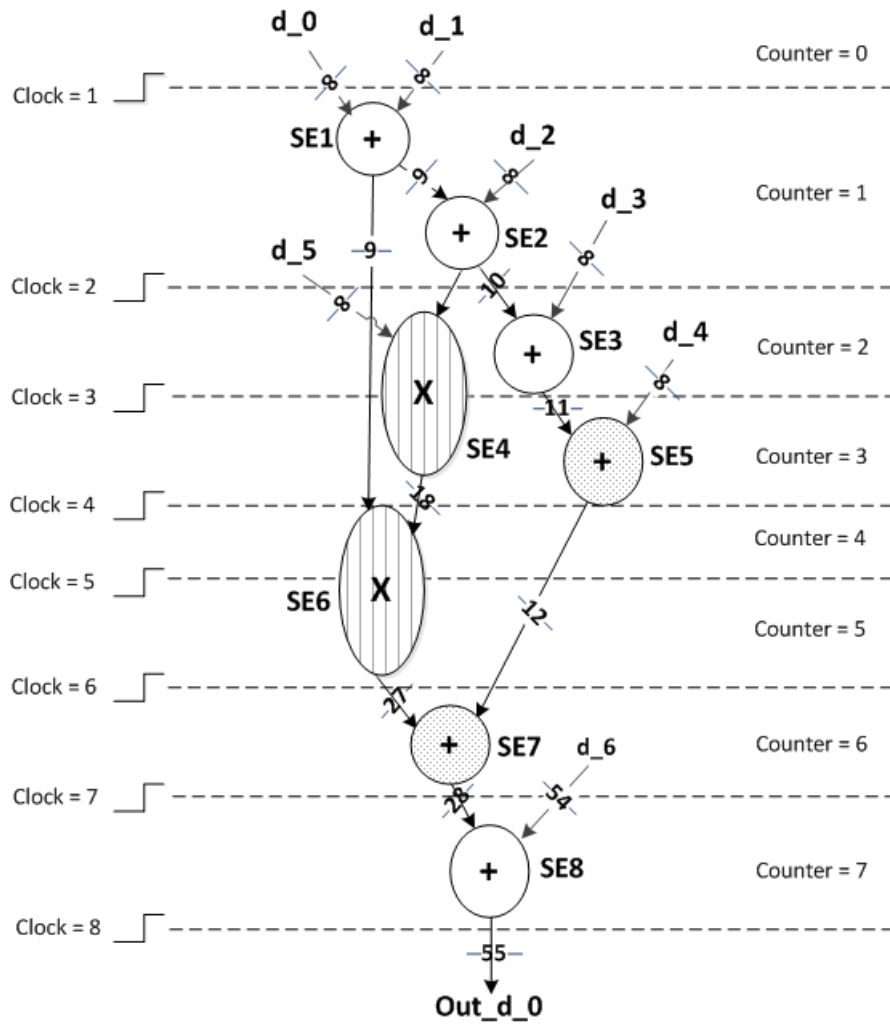 d_0
d_1
Counter = 0
8
8
Clock = 1
SE1
+
d_2
9
8
Counter = 1
d_3
+
SE2
d_5
9
8
Clock = 2
10
8
d_4
SE3
+
Counter = 2
8
Clock = 3
X
11
SE4
+
SE5
Counter = 3
18
Clock = 4
Counter = 4
Clock = 5
X
SE6
12
Counter = 5
Clock = 6
27
+
SE7
d_6
Counter = 6
Clock = 7
28
54
+
SE8
Counter = 7
Clock = 8
55
Out_d_0